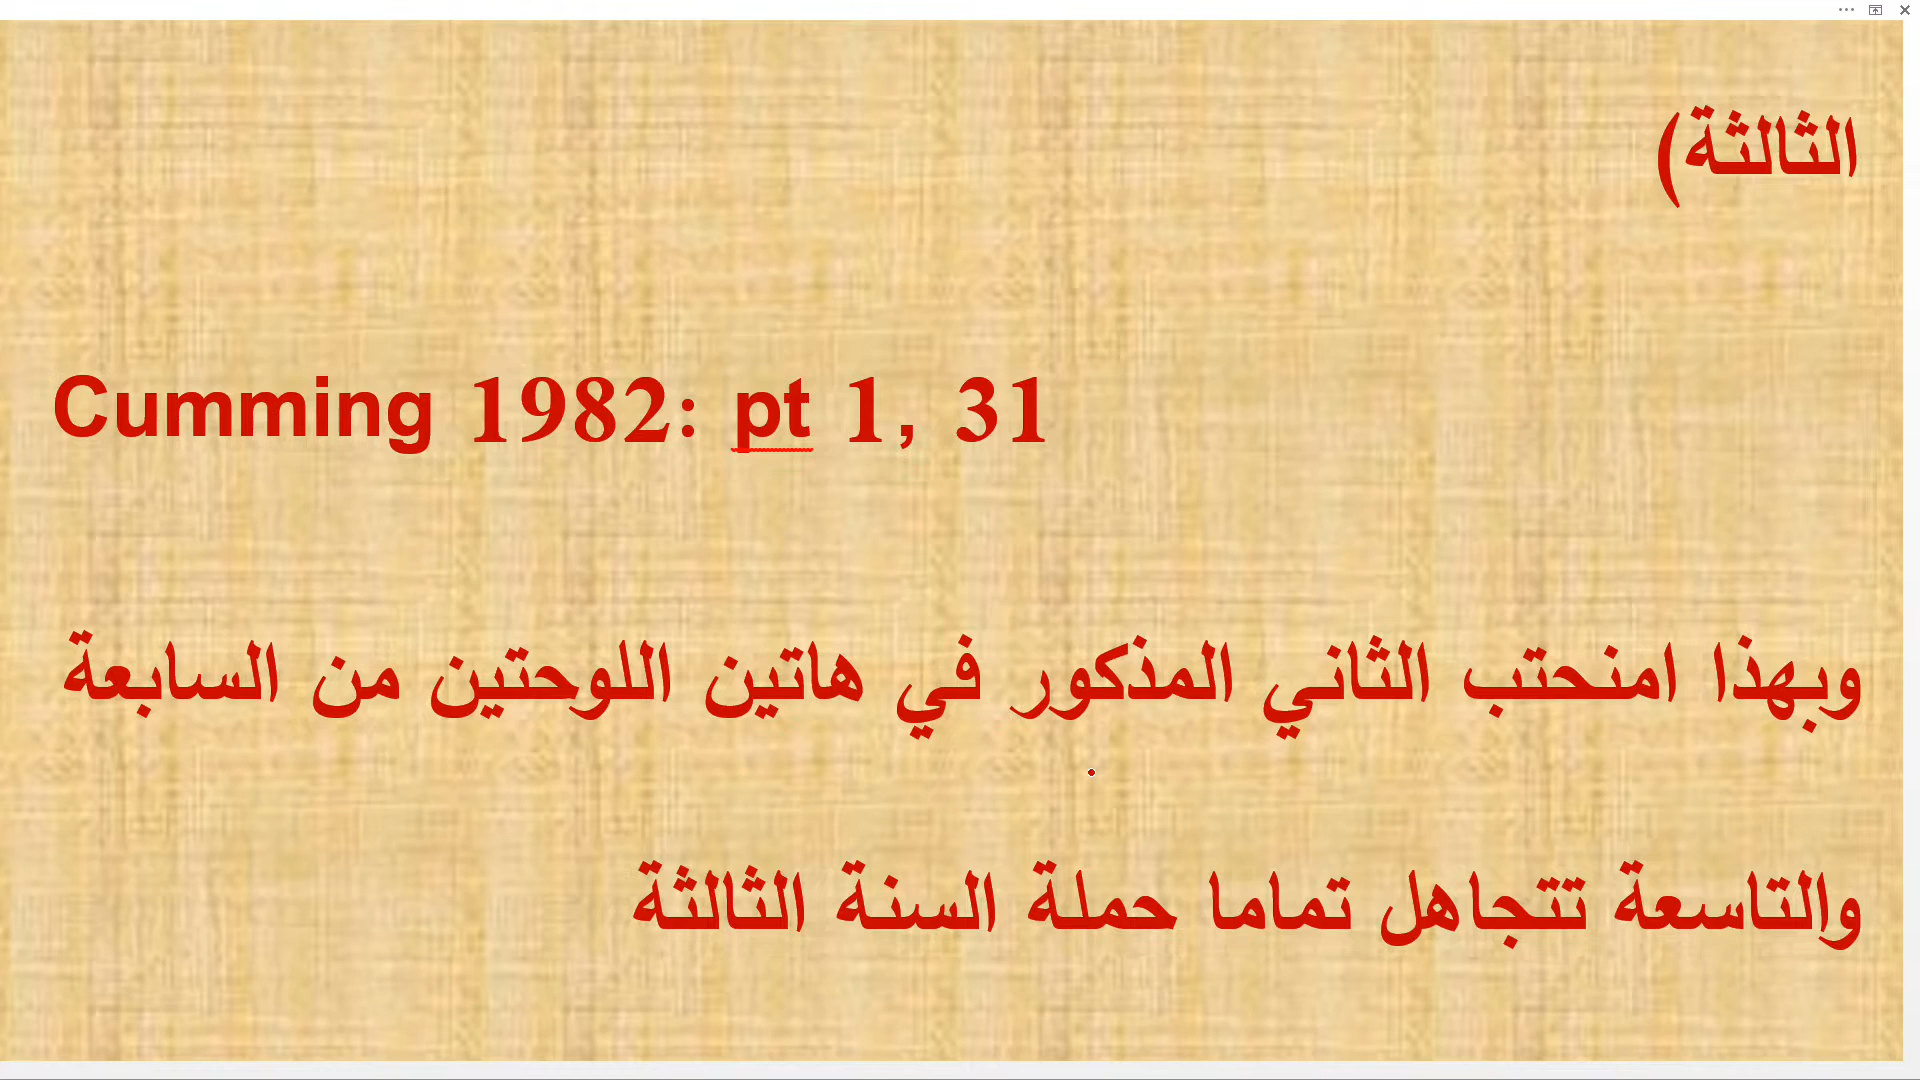 الثالثة)
Cumming 1982: pt 1, 31
وبهذا امنحتب الثاني المذكور في هاتين اللوحتين من السابعة
والتاسعة تتجاهل تماما حملة السنة الثالثة